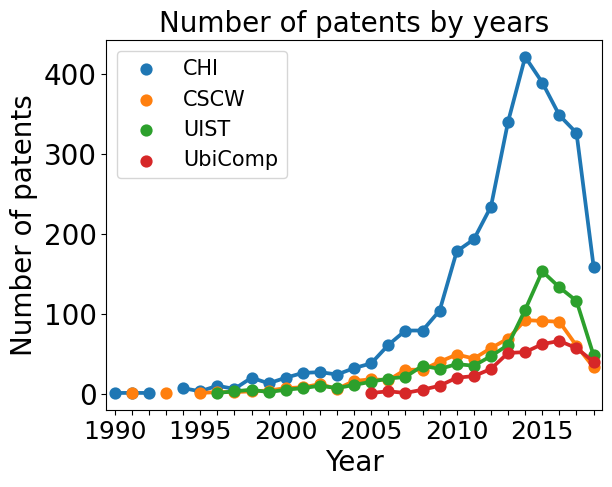 Number of patents by years
Number of patents
400
300
200
100
0
CHI
CSCW
UIST
UbiComp
1990 1995 2000 2005 2010 2015
Year